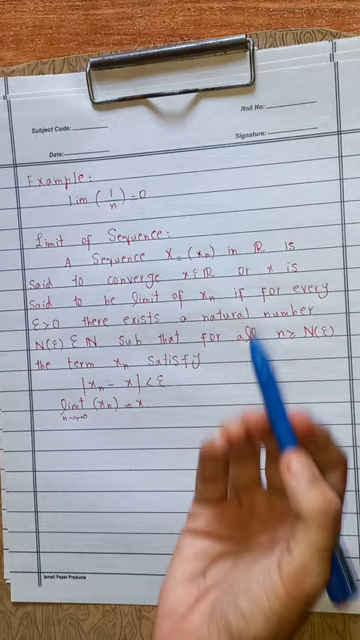 Roll No:
Subject Code:
Signature:
Date:
Example:
lim (1/n) = 0
Limit of Sequence:
A Sequence X = (xn) in ℝ is
said to converge x ∈ ℝ or x is
said to be limit of xn if for every
ε>0 there exists a natural number
N(ε) ∈ ℕ Suh that for all n ≥ N(ε)
the term xn satisfy
|xn - x| < ε
limt n→∞ (xn) = x
Ismail Paper Products